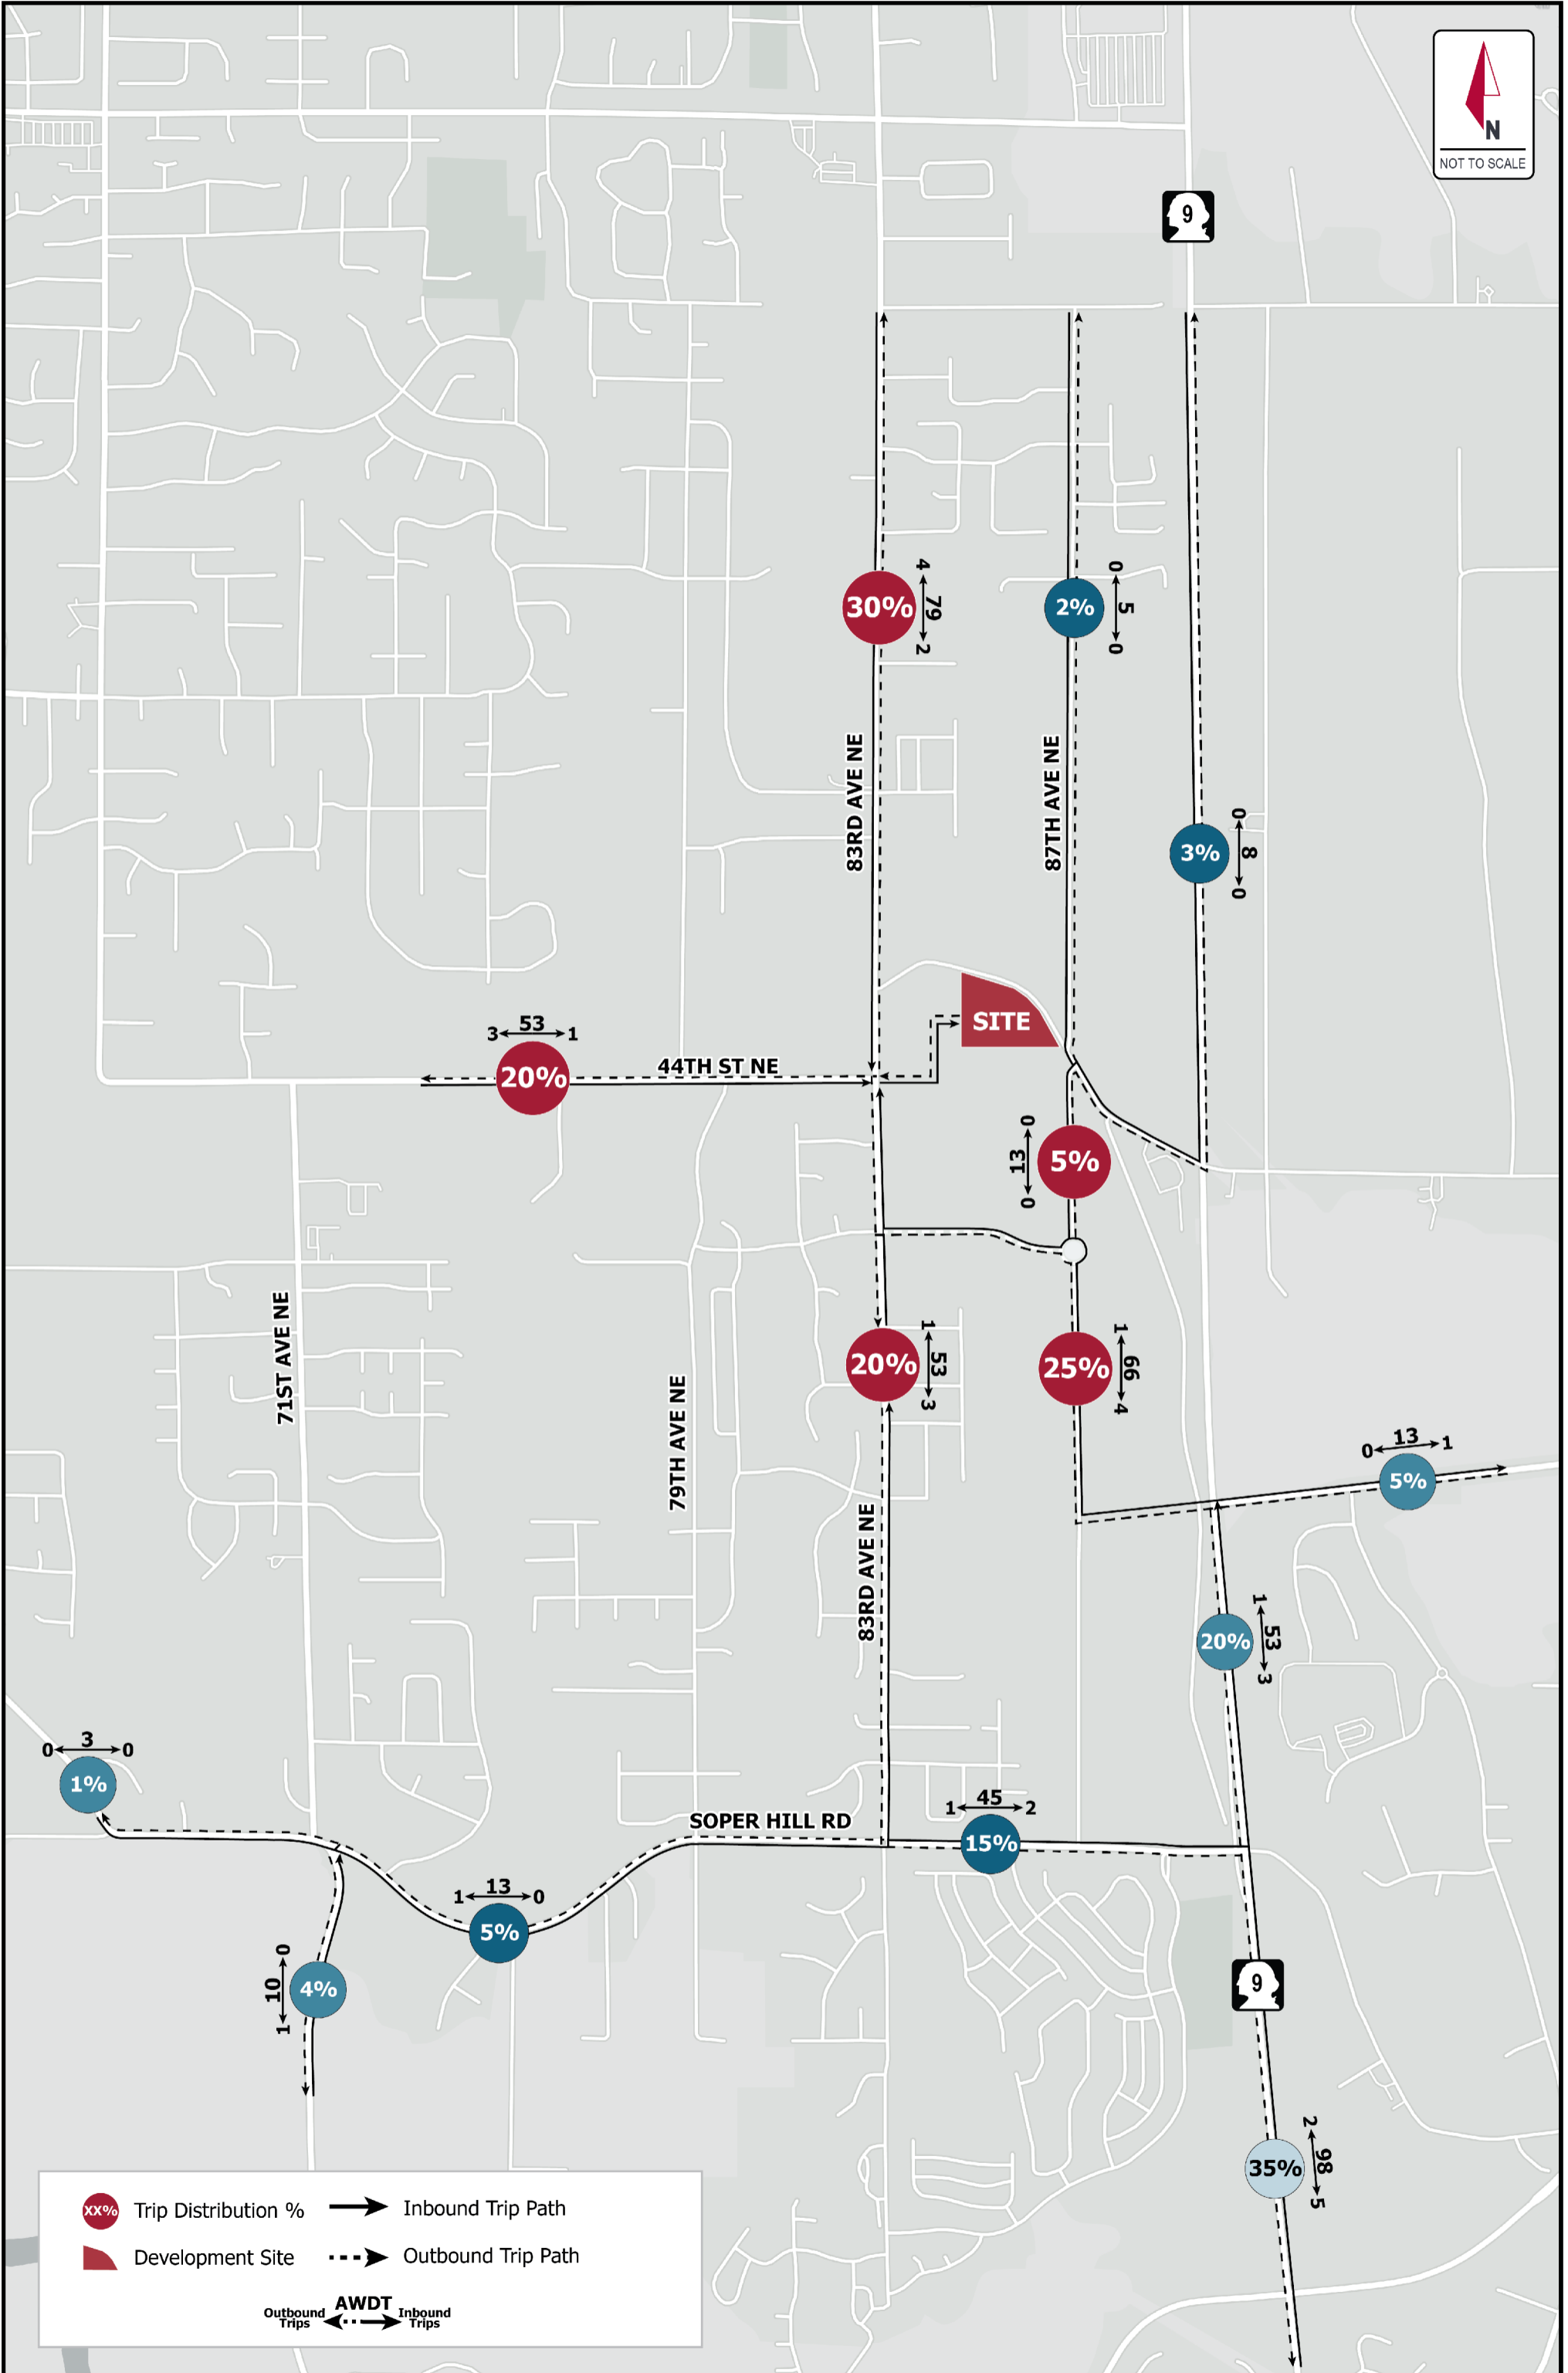 N
NOT TO SCALE
9
30%
4
79
2
2%
0
5
0
83RD AVE NE
87TH AVE NE
3%
0
8
0
SITE
3 53 1
20%
44TH ST NE
0
13
0
5%
71ST AVE NE
79TH AVE NE
20%
1
53
3
25%
1
66
4
0 13 1
5%
83RD AVE NE
20%
1
53
3
0 3 0
1%
SOPER HILL RD
1 45 2
15%
1 13 0
5%
0
10
1
4%
9
35%
2
98
5
XX% Trip Distribution % Inbound Trip Path
Development Site Outbound Trip Path
AWDT
Outbound Trips Inbound Trips